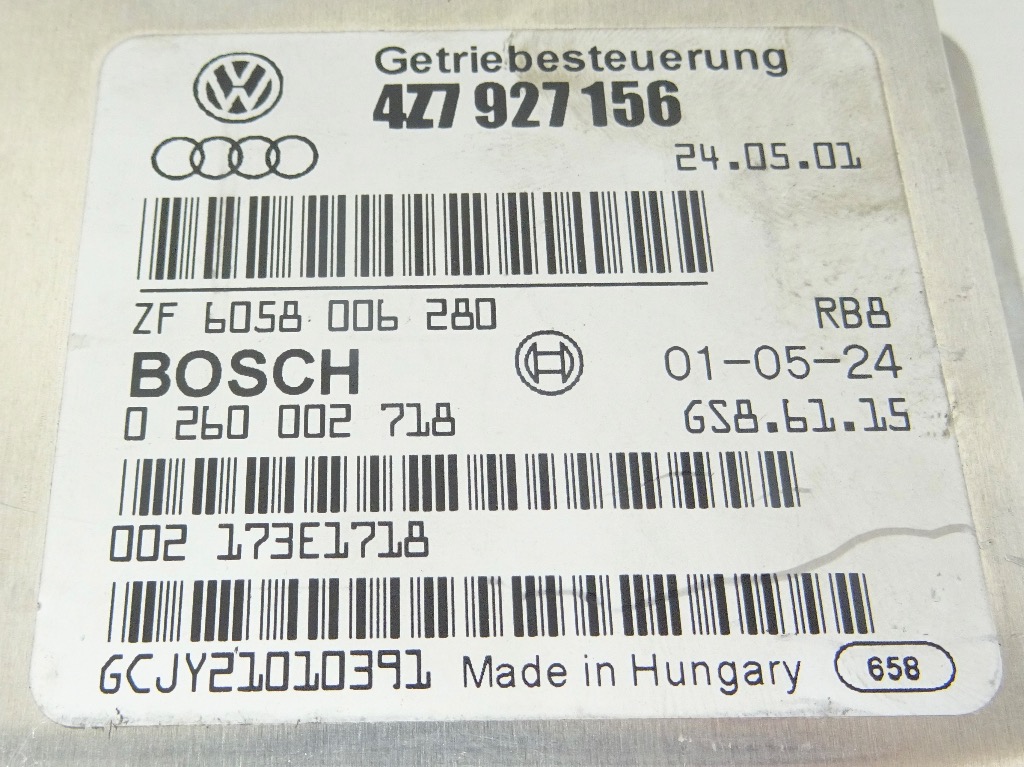 Getriebesteuerung
4Z7 927 156
24.05.01
ZF 6058 006 280 RB8
BOSCH 01-05-24
0 260 002 718 GS8.61.15
002 173E1718
GCJY21010391 Made in Hungary 658